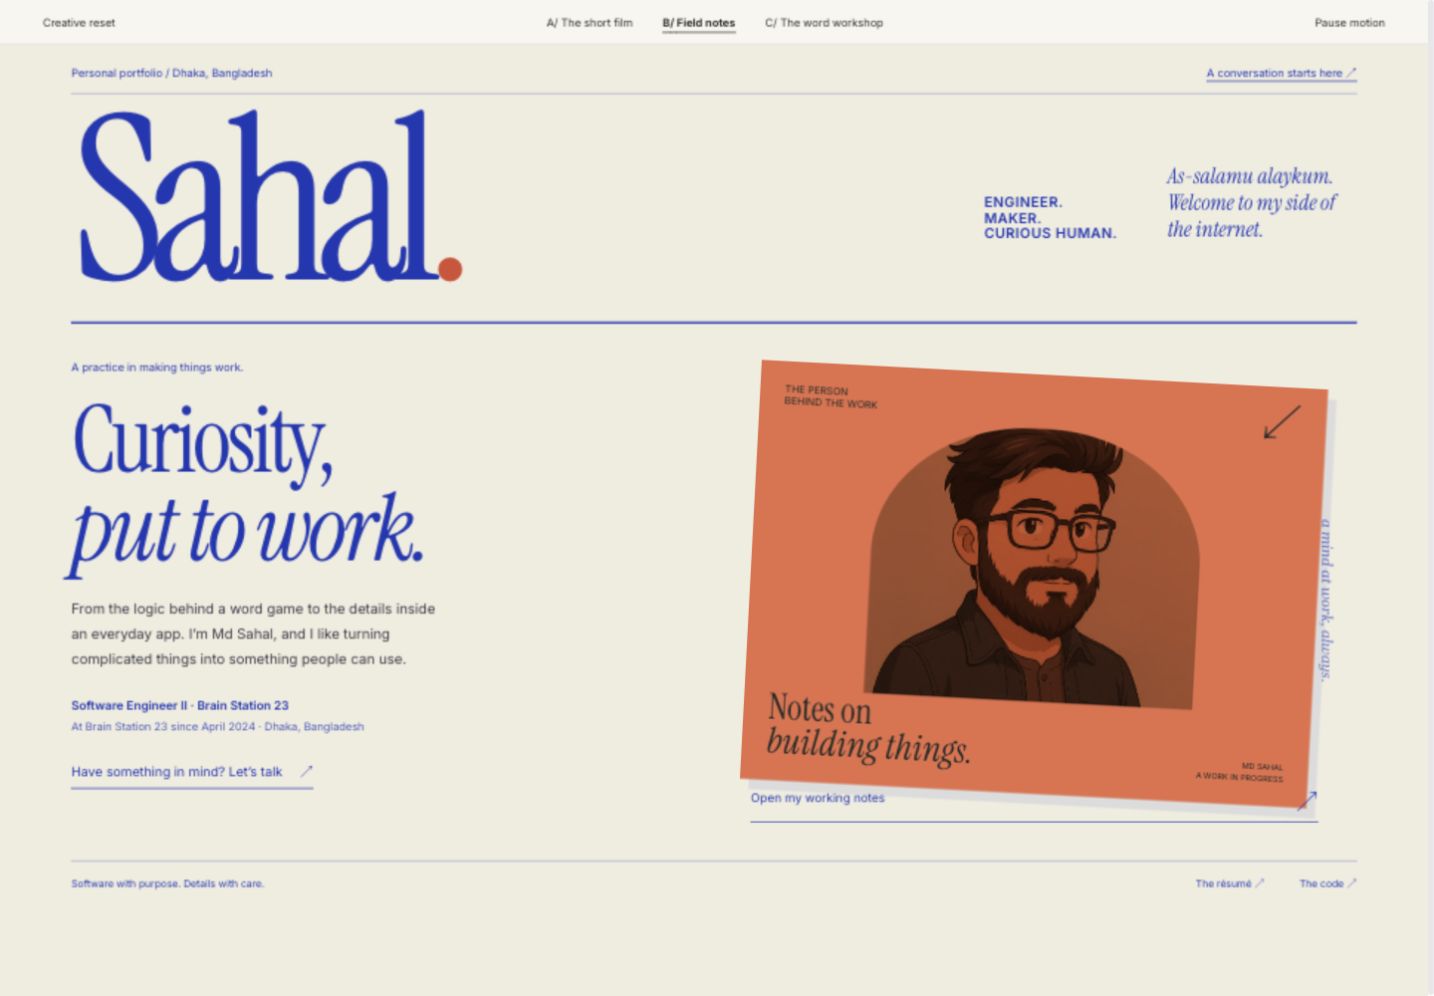 Creative reset
A/ The short film
B/ Field notes
C/ The word workshop
Pause motion
Personal portfolio / Dhaka, Bangladesh
A conversation starts here ↗
Sahal.
ENGINEER.
MAKER.
CURIOUS HUMAN.
As-salamu alaykum.
Welcome to my side of
the internet.
A practice in making things work.
Curiosity,
put to work.
From the logic behind a word game to the details inside
an everyday app. I'm Md Sahal, and I like turning
complicated things into something people can use.
Software Engineer II · Brain Station 23
At Brain Station 23 since April 2024 · Dhaka, Bangladesh
Have something in mind? Let's talk ↗
THE PERSON
BEHIND THE WORK
Notes on
building things.
MD SAHAL
A WORK IN PROGRESS
a mind at work, always.
Open my working notes ↗
Software with purpose. Details with care.
The résumé ↗
The code ↗